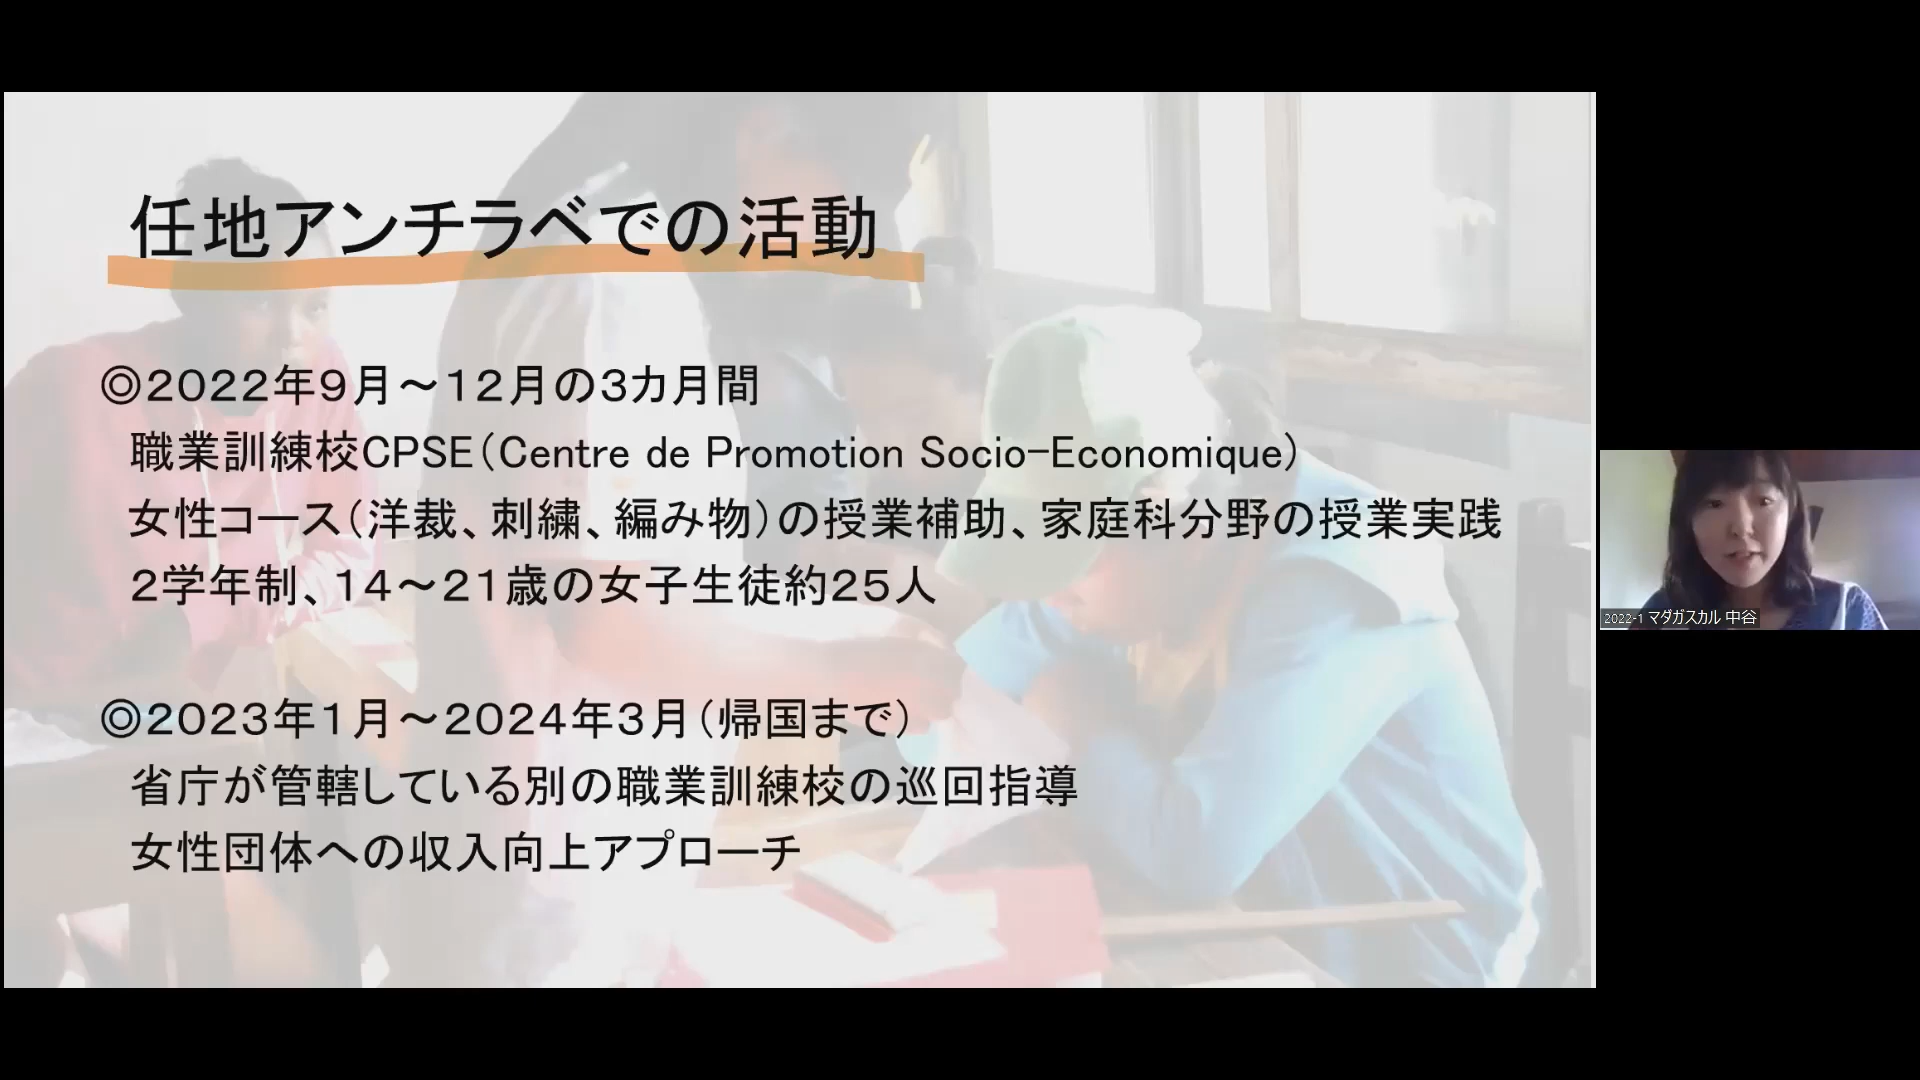 任地アンチラベでの活動
◎２０２２年９月～１２月の３カ月間
職業訓練校CPSE（Centre de Promotion Socio-Economique）
女性コース（洋裁、刺繍、編み物）の授業補助、家庭科分野の授業実践
２学年制、１４～２１歳の女子生徒約２５人
◎２０２３年１月～２０２４年３月（帰国まで）
省庁が管轄している別の職業訓練校の巡回指導
女性団体への収入向上アプローチ
2022-1 マダガスカル 中谷